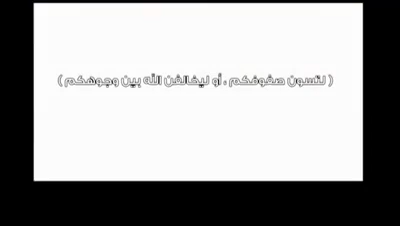 ( لتسون صفوفكم ، أو ليخالفن الله بين وجوهكم )